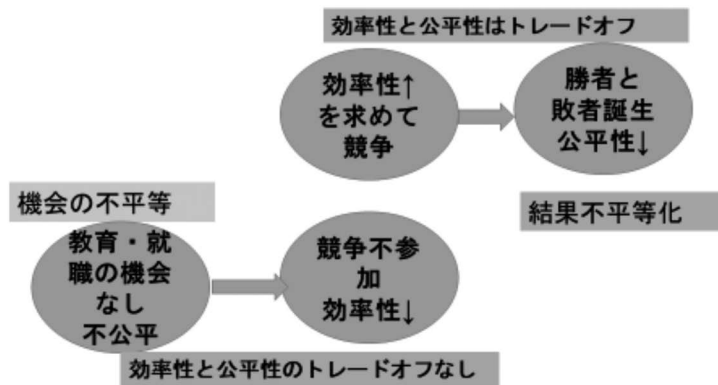 効率性と公平性はトレードオフ
効率性↑
を求めて
競争
勝者と
敗者誕生
公平性↓
結果不平等化
機会の不平等
教育・就
職の機会
なし
不公平
競争不参
加
効率性↓
効率性と公平性のトレードオフなし